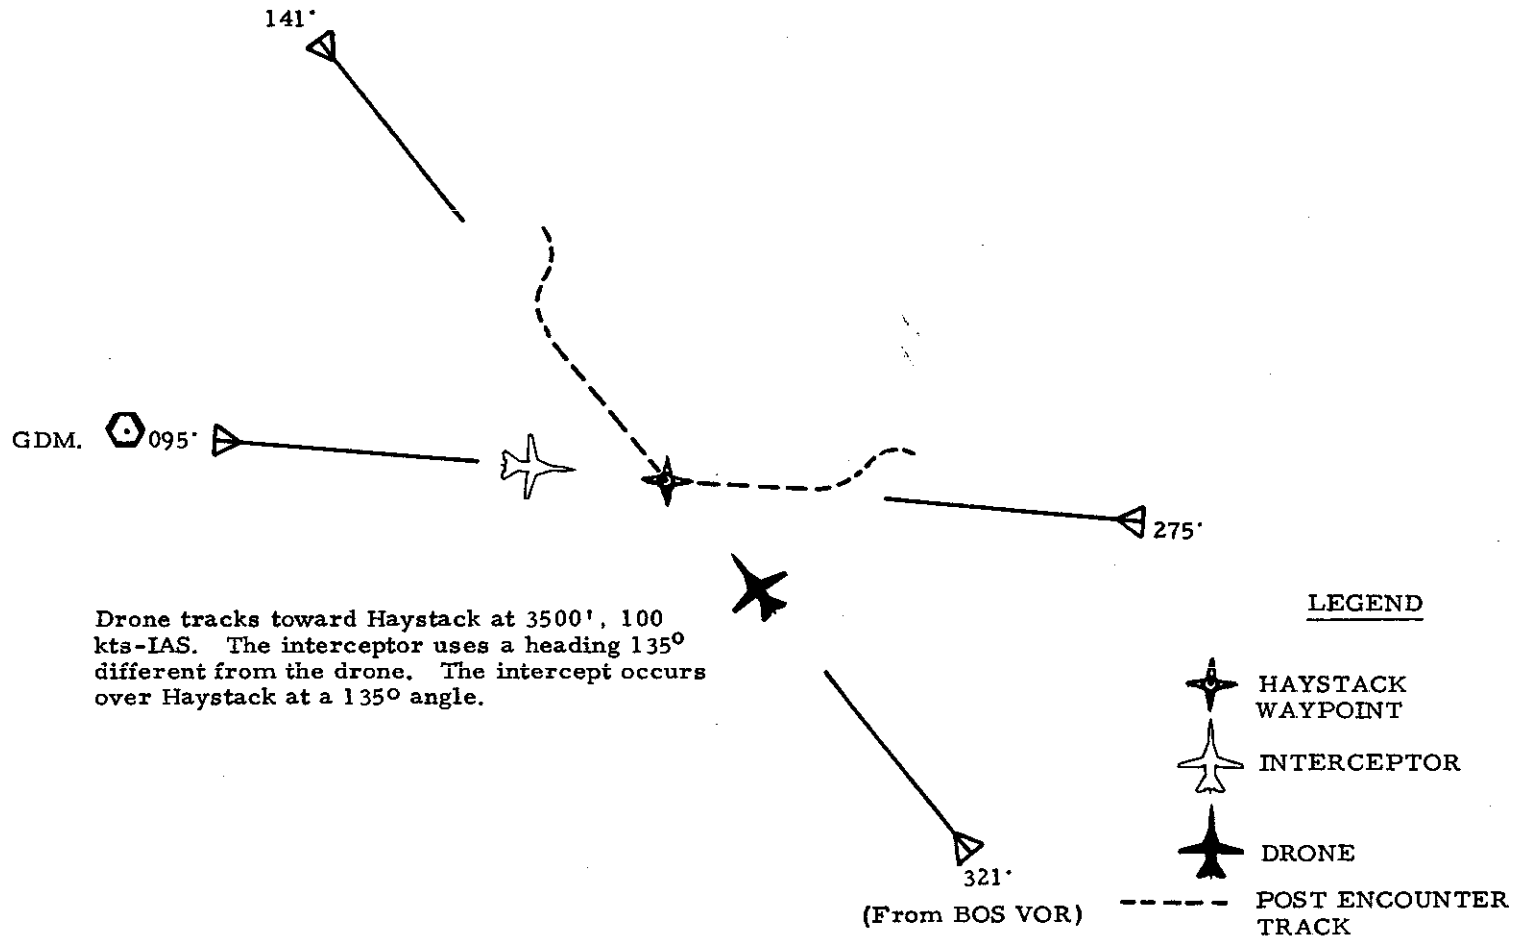 141°
GDM. 095°
275°
Drone tracks toward Haystack at 3500', 100
kts-IAS. The interceptor uses a heading 135°
different from the drone. The intercept occurs
over Haystack at a 135° angle.
321°
(From BOS VOR)
LEGEND
HAYSTACK
WAYPOINT
INTERCEPTOR
DRONE
POST ENCOUNTER
TRACK